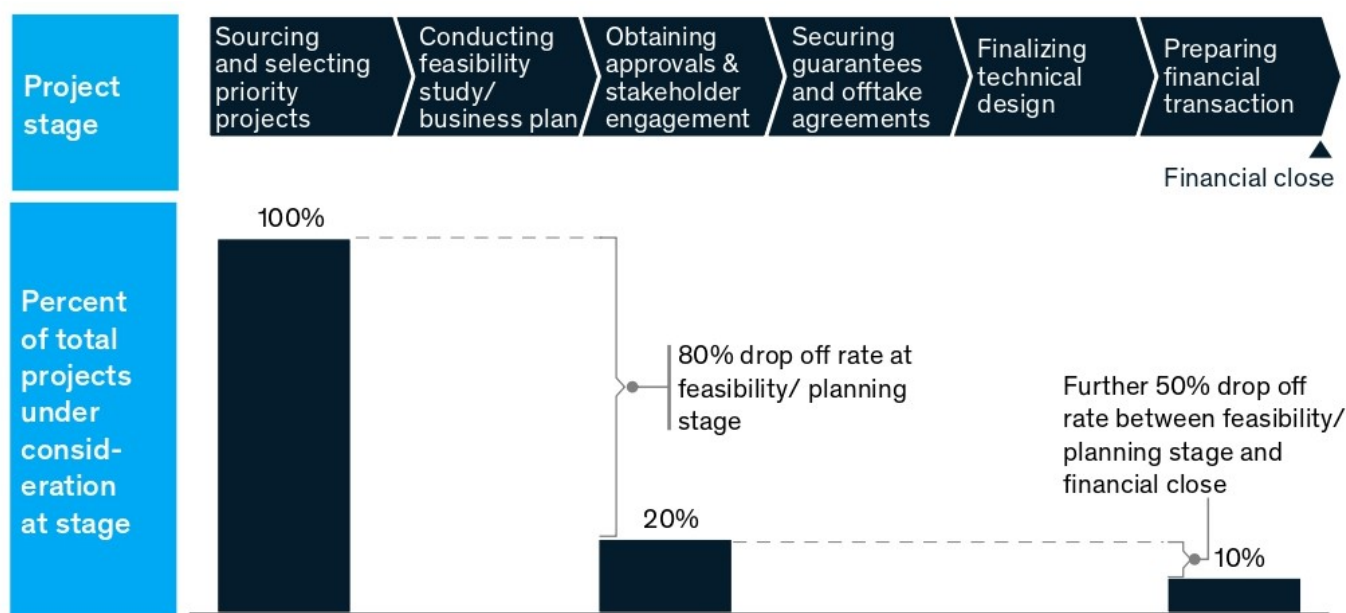 Project
stage
Sourcing
and selecting
priority
projects
Conducting
feasibility
study/
business plan
Obtaining
approvals &
stakeholder
engagement
Securing
guarantees
and offtake
agreements
Finalizing
technical
design
Preparing
financial
transaction
Financial close
Percent
of total
projects
under
consid-
eration
at stage
100%
80% drop off rate at
feasibility/ planning
stage
20%
Further 50% drop off
rate between feasibility/
planning stage and
financial close
10%